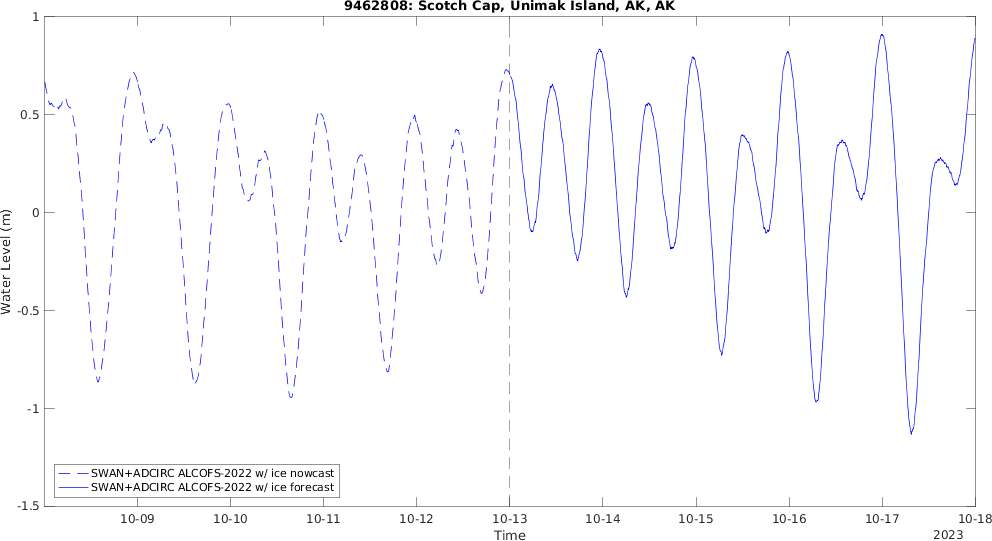 9462808: Scotch Cap, Unimak Island, AK, AK
1
0.5
0
-0.5
-1
-1.5
Water Level (m)
SWAN+ADCIRC ALCOFS-2022 w/ ice nowcast
SWAN+ADCIRC ALCOFS-2022 w/ ice forecast
10-09 10-10 10-11 10-12 10-13 10-14 10-15 10-16 10-17 10-18
Time
2023